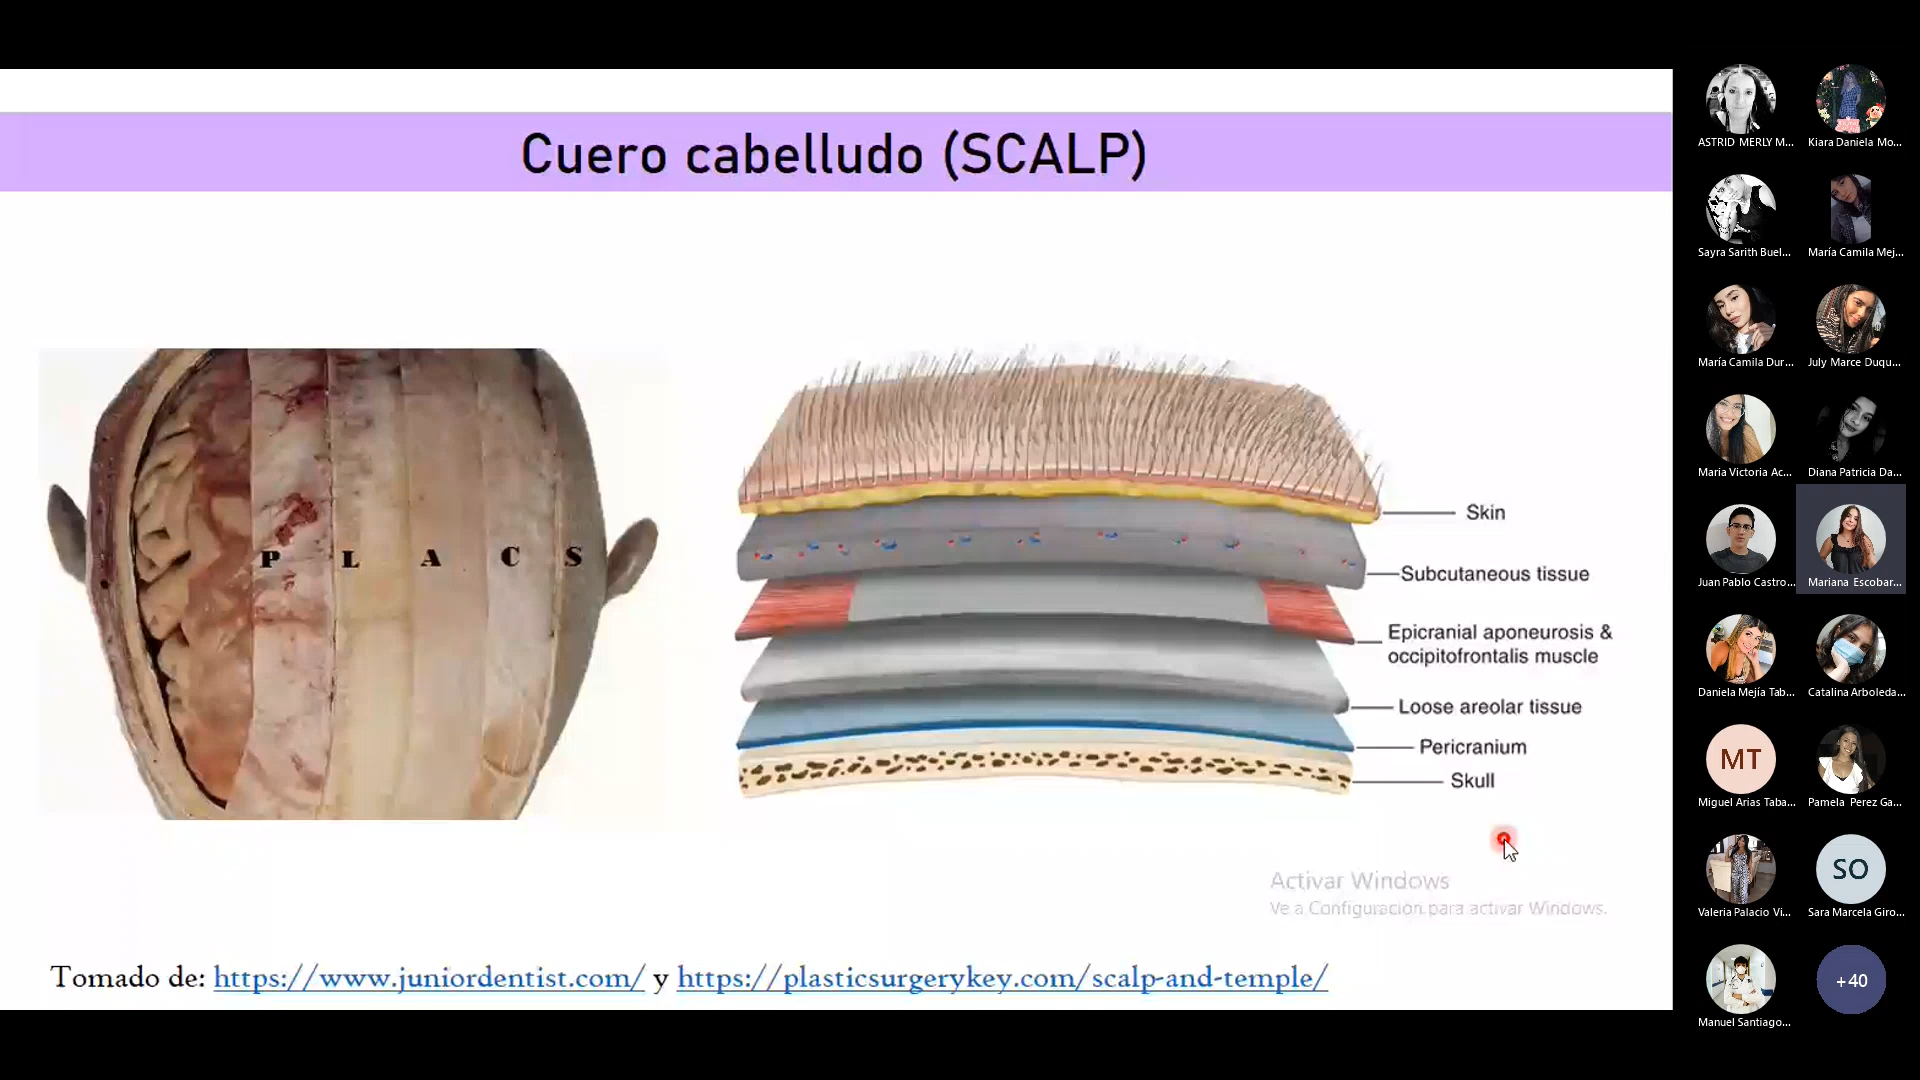 Cuero cabelludo (SCALP)
P L A C S
Skin
Subcutaneous tissue
Epicranial aponeurosis &
occipitofrontalis muscle
Loose areolar tissue
Pericranium
Skull
Activar Windows
Ve a Configuración para activar Windows.
Tomado de: https://www.juniordentist.com/ y https://plasticsurgerykey.com/scalp-and-temple/
ASTRID MERLY M...
Kiara Daniela Mo...
Sayra Sarith Buel...
María Camila Mej...
María Camila Dur...
July Marce Duqu...
Maria Victoria Ac...
Diana Patricia Da...
Juan Pablo Castro...
Mariana Escobar...
Daniela Mejía Tab...
Catalina Arboleda...
MT
Miguel Arias Taba...
Pamela Perez Ga...
Valeria Palacio Vi...
SO
Sara Marcela Giro...
Manuel Santiago...
+40